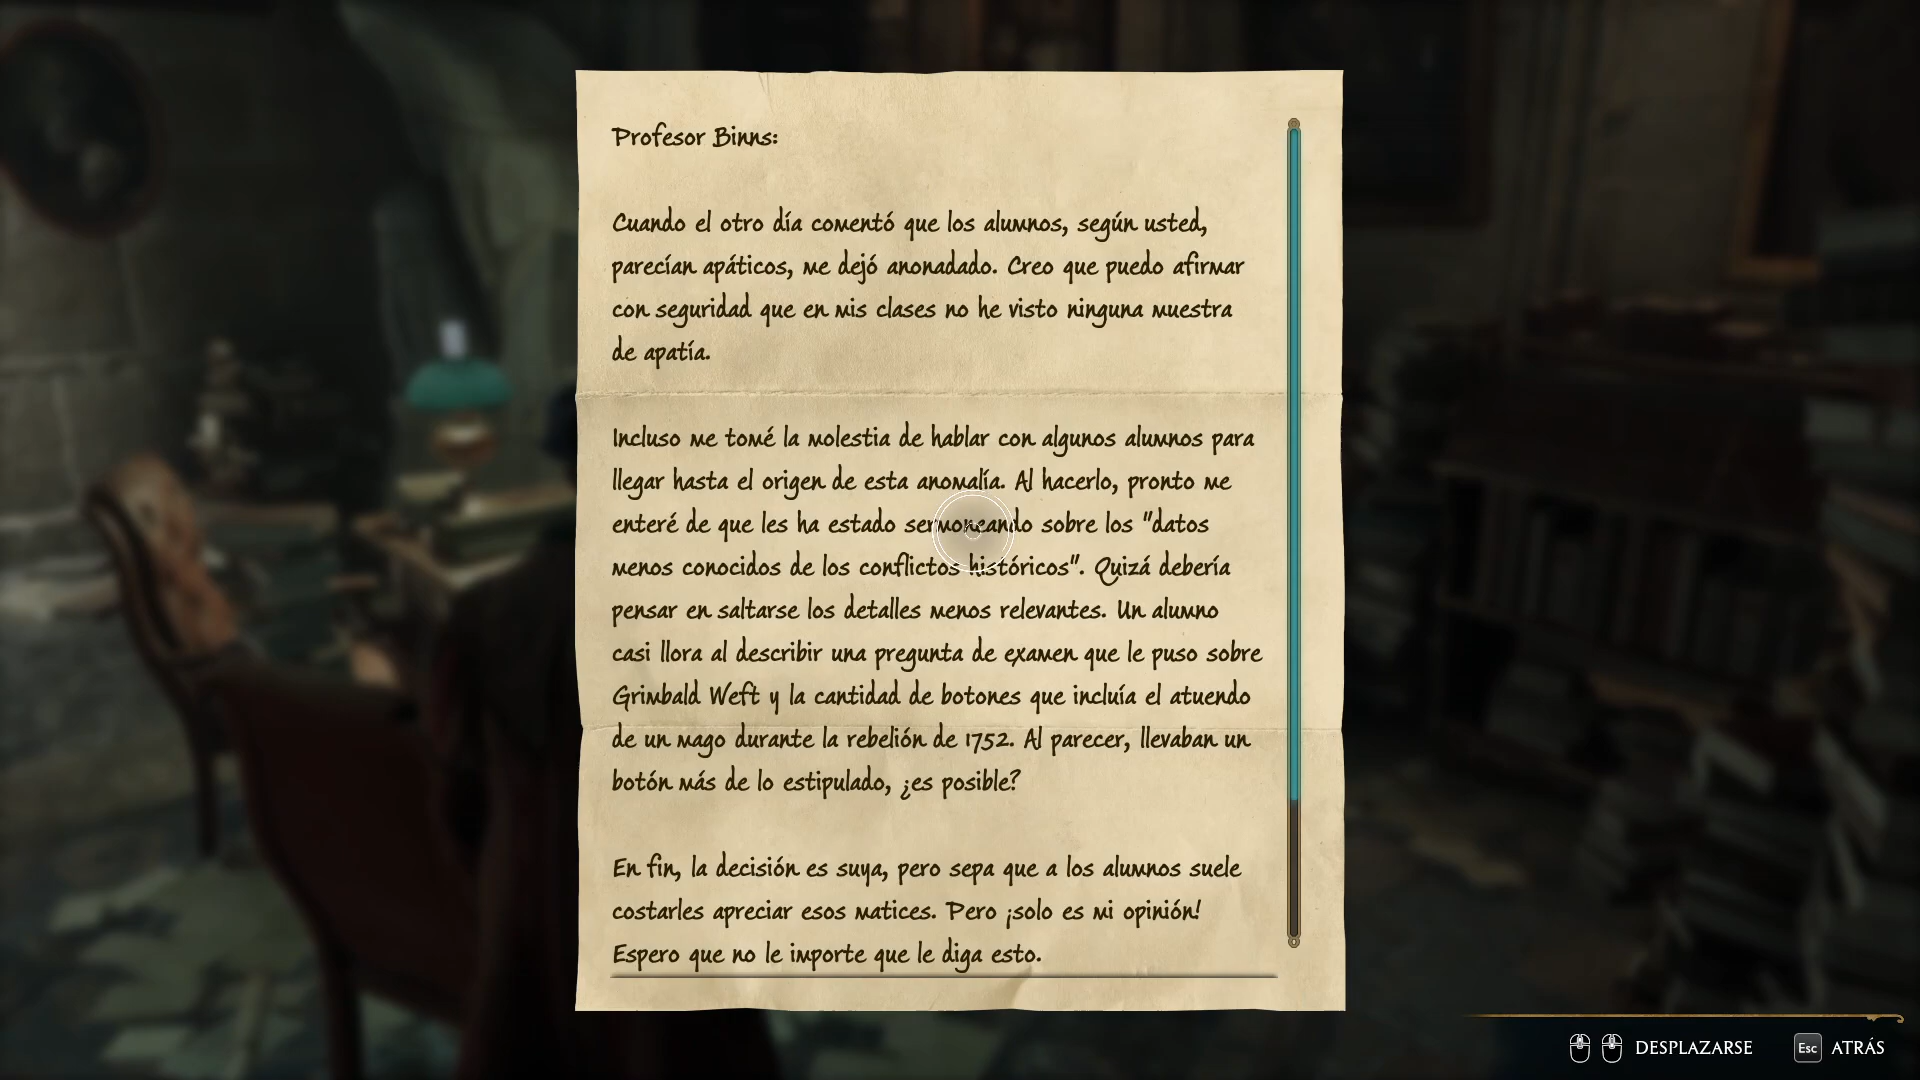 Profesor Binns:
Cuando el otro día comentó que los alumnos, según usted,
parecían apáticos, me dejó anonadado. Creo que puedo afirmar
con seguridad que en mis clases no he visto ninguna muestra
de apatía.
Incluso me tomé la molestia de hablar con algunos alumnos para
llegar hasta el origen de esta anomalía. Al hacerlo, pronto me
enteré de que les ha estado sermoneando sobre los "datos
menos conocidos de los conflictos históricos". Quizá debería
pensar en saltarse los detalles menos relevantes. Un alumno
casi llora al describir una pregunta de examen que le puso sobre
Grimbald Weft y la cantidad de botones que incluía el atuendo
de un mago durante la rebelión de 1752. Al parecer, llevaban un
botón más de lo estipulado, ¿es posible?
En fin, la decisión es suya, pero sepa que a los alumnos suele
costarles apreciar esos matices. Pero ¡solo es mi opinión!
Espero que no le importe que le diga esto.
DESPLAZARSE
Esc ATRÁS